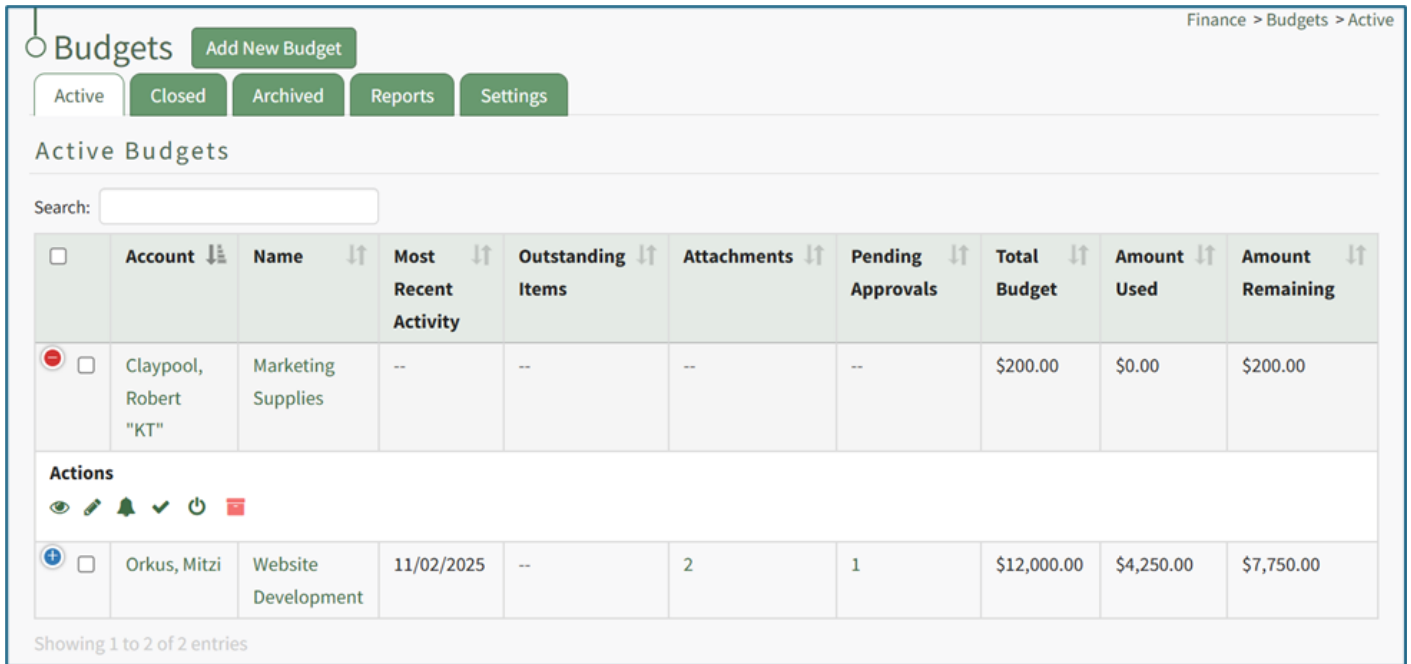 Finance > Budgets > Active
Budgets
Add New Budget
Active
Closed
Archived
Reports
Settings
Active Budgets
Search:
Account
Name
Most
Recent
Activity
Outstanding
Items
Attachments
Pending
Approvals
Total
Budget
Amount
Used
Amount
Remaining
Claypool,
Robert
"KT"
Marketing
Supplies
--
--
--
--
$200.00
$0.00
$200.00
Actions
Orkus, Mitzi
Website
Development
11/02/2025
--
2
1
$12,000.00
$4,250.00
$7,750.00
Showing 1 to 2 of 2 entries